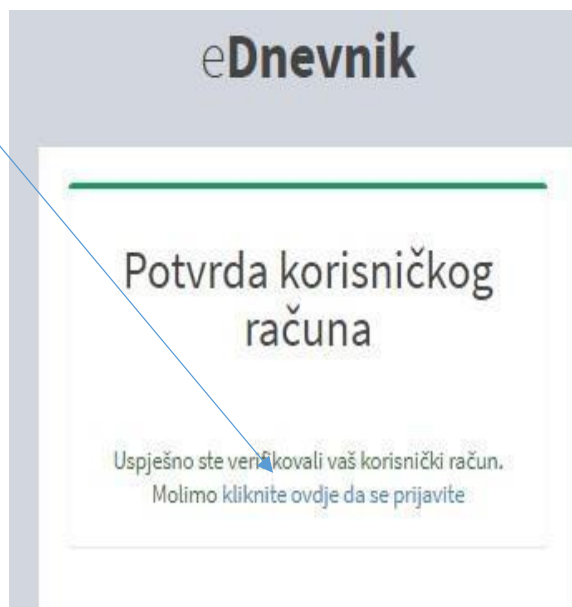 eDnevnik
Potvrda korisničkog
računa
Uspješno ste verifikovali vaš korisnički račun.
Molimo kliknite ovdje da se prijavite